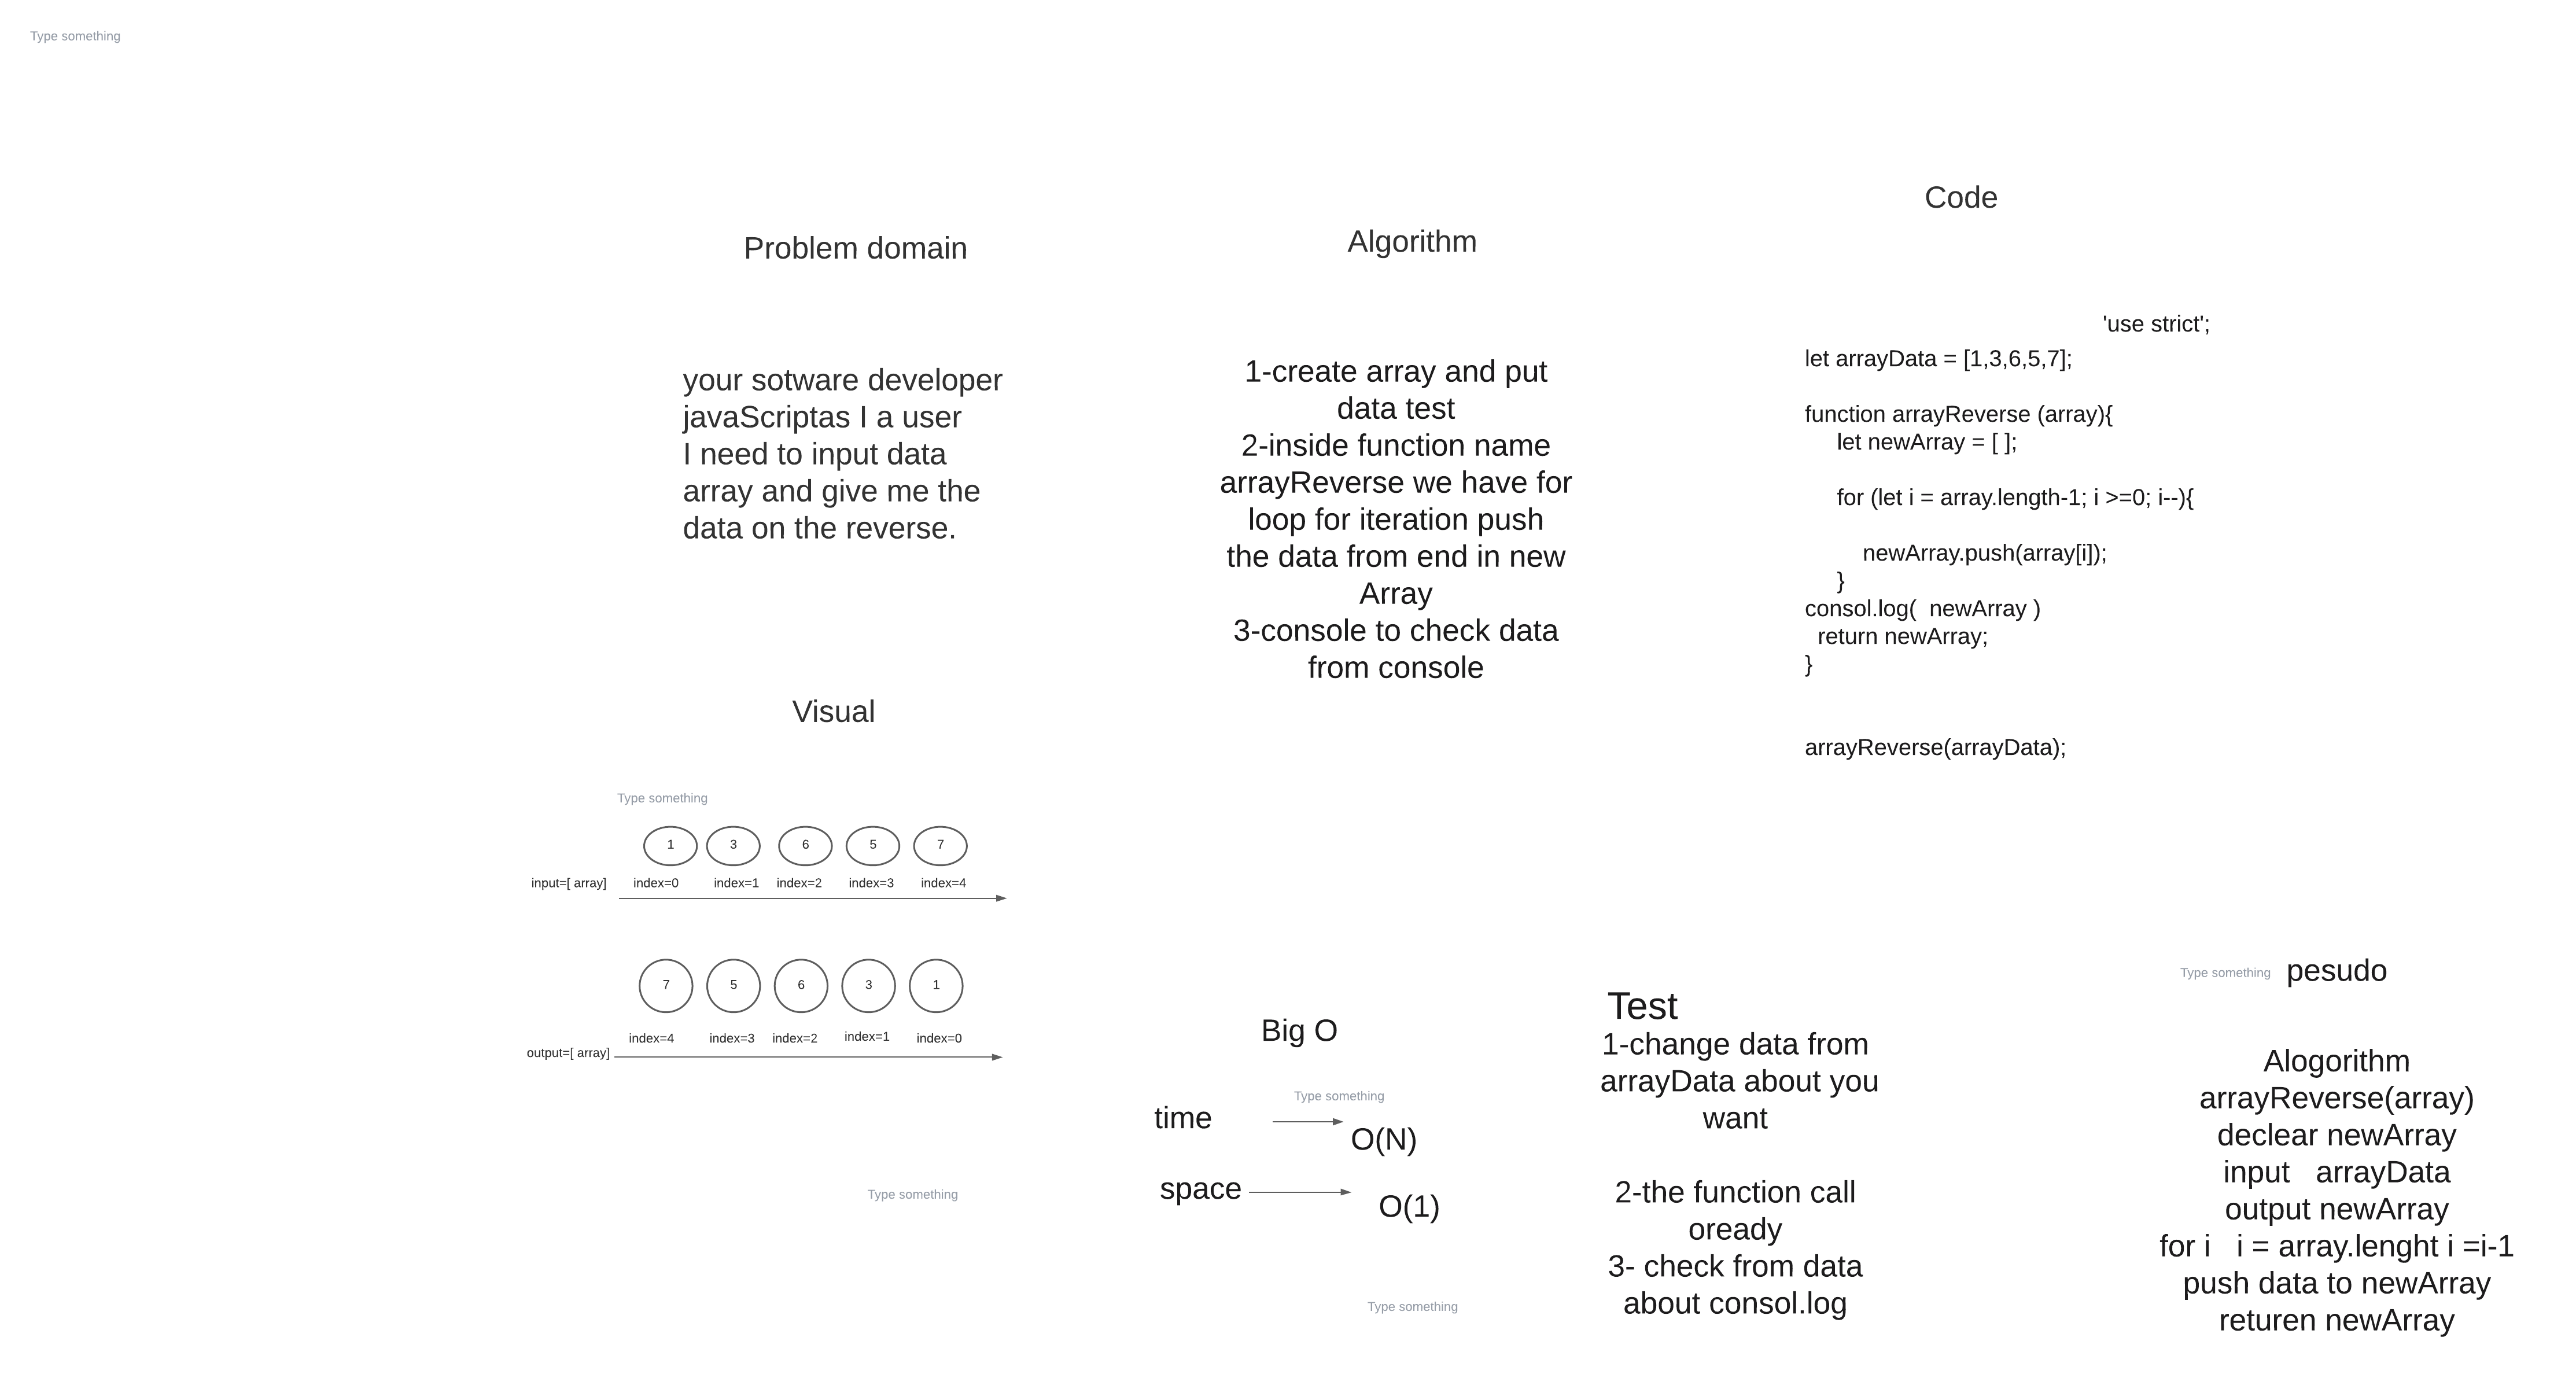 Type something
Problem domain
your sotware developer
javaScriptas I a user
I need to input data
array and give me the
data on the reverse.
Visual
Type something
1 3 6 5 7
input=[ array] index=0 index=1 index=2 index=3 index=4
7 5 6 3 1
index=4 index=3 index=2 index=1 index=0
output=[ array]
Type something
Algorithm
1-create array and put
data test
2-inside function name
arrayReverse we have for
loop for iteration push
the data from end in new
Array
3-console to check data
from console
Code
'use strict';
let arrayData = [1,3,6,5,7];
function arrayReverse (array){
let newArray = [ ];
for (let i = array.length-1; i >=0; i--){
newArray.push(array[i]);
}
consol.log(  newArray )
return newArray;
}
arrayReverse(arrayData);
Big O
Type something
time
O(N)
space
O(1)
Type something
Test
1-change data from
arrayData about you
want
2-the function call
oready
3- check from data
about consol.log
Type something pesudo
Alogorithm
arrayReverse(array)
declear newArray
input   arrayData
output newArray
for i   i = array.lenght i =i-1
push data to newArray
returen newArray